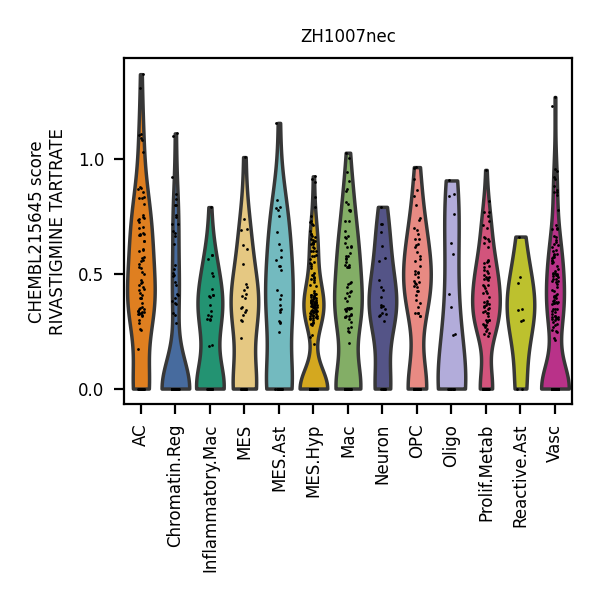 ZH1007nec
CHEMBL215645 score
RIVASTIGMINE TARTRATE
1.0
0.5
0.0
AC
Chromatin.Reg
Inflammatory.Mac
MES
MES.Ast
MES.Hyp
Mac
Neuron
OPC
Oligo
Prolif.Metab
Reactive.Ast
Vasc